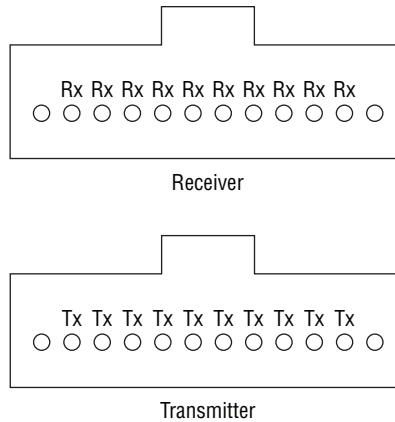 Rx Rx Rx Rx Rx Rx Rx Rx Rx Rx
Receiver
Tx Tx Tx Tx Tx Tx Tx Tx Tx Tx
Transmitter